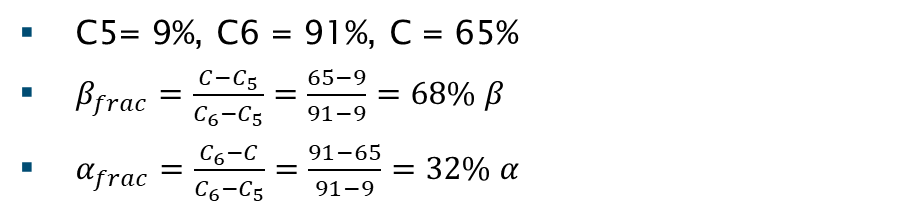 ▪ C5= 9%, C6 = 91%, C = 65%
▪ β_frac = (C−C_5)/(C_6−C_5) = (65−9)/(91−9) = 68% β
▪ α_frac = (C_6−C)/(C_6−C_5) = (91−65)/(91−9) = 32% α